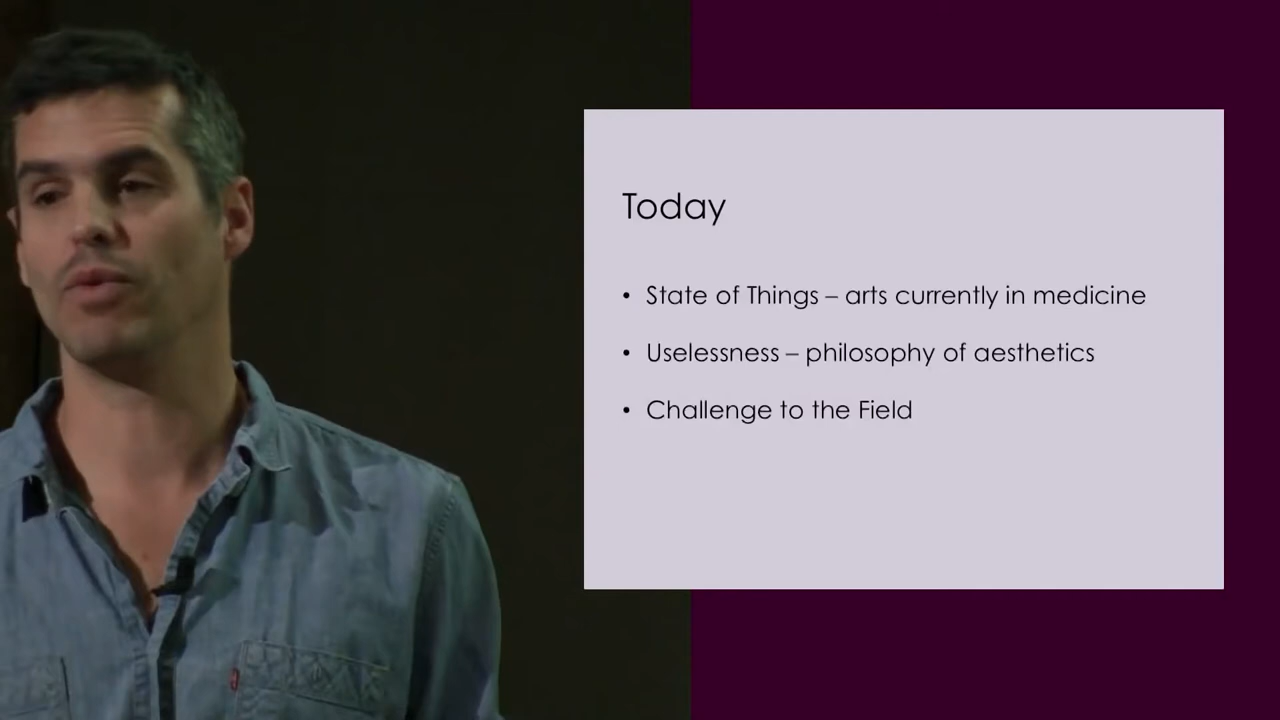 Today
• State of Things – arts currently in medicine
• Uselessness – philosophy of aesthetics
• Challenge to the Field